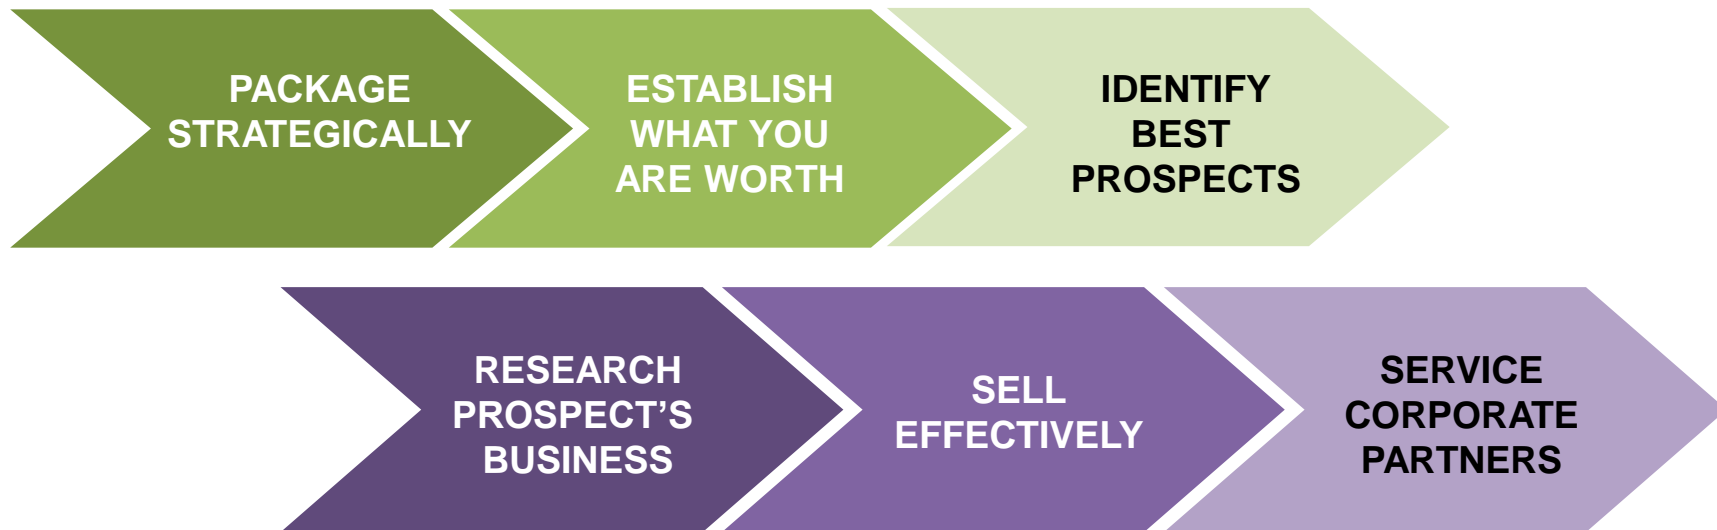 PACKAGE
STRATEGICALLY
ESTABLISH
WHAT YOU
ARE WORTH
IDENTIFY
BEST
PROSPECTS
RESEARCH
PROSPECT’S
BUSINESS
SELL
EFFECTIVELY
SERVICE
CORPORATE
PARTNERS